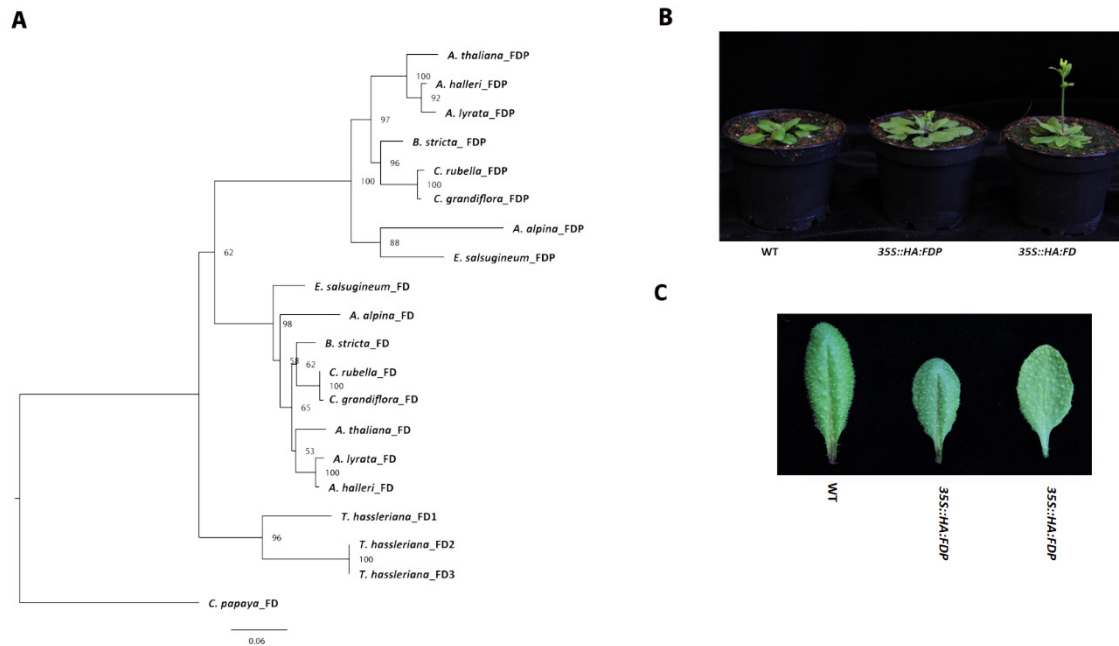 A
A. thaliana_FDP
100
A. halleri_FDP
92
A. lyrata_FDP
97
B. stricta_ FDP
96
C. rubella_FDP
100
100
C. grandiflora_FDP
A. alpina_FDP
88
E. salsugineum_FDP
62
E. salsugineum_FD
A. alpina_FD
98
B. stricta_FD
58
62
C. rubella_FD
100
C. grandiflora_FD
65
A. thaliana_FD
53
A. lyrata_FD
100
A. halleri_FD
T. hassleriana_FD1
96
T. hassleriana_FD2
100
T. hassleriana_FD3
C. papaya_FD
0.06
B
WT
35S::HA:FDP
35S::HA:FD
C
WT
35S::HA:FDP
35S::HA:FDP